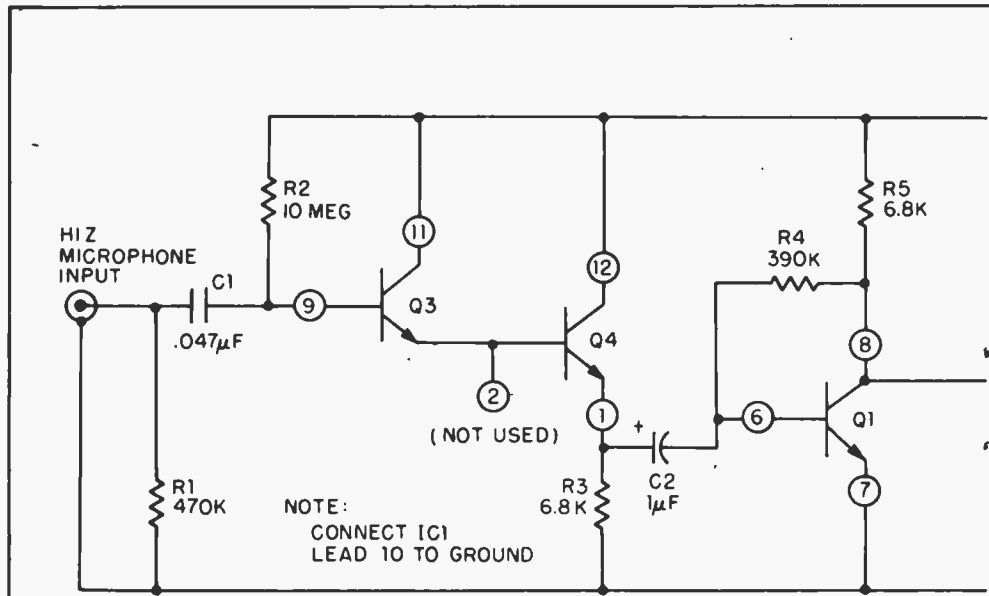 R2
10 MEG
R5
6.8K
HI Z
MICROPHONE
INPUT
11
R4
390K
C1
12
9
Q3
.047µF
Q4
8
2
(NOT USED)
1
+
6
Q1
C2
1µF
7
R1
470K
R3
6.8K
NOTE:
CONNECT IC1
LEAD 10 TO GROUND